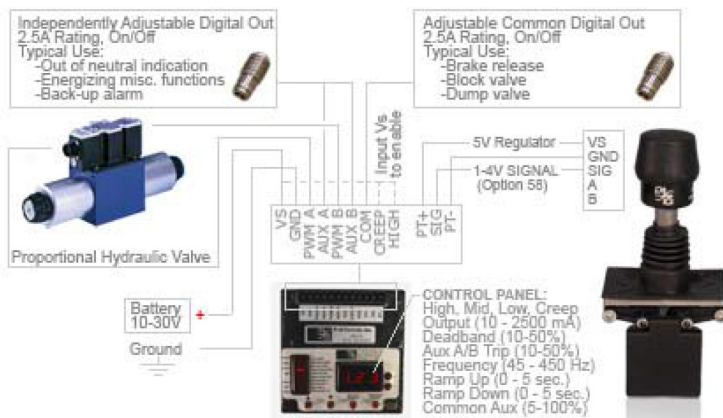 Independently Adjustable Digital Out
2.5A Rating, On/Off
Typical Use:
-Out of neutral indication
-Energizing misc. functions
-Back-up alarm
Adjustable Common Digital Out
2.5A Rating, On/Off
Typical Use:
-Brake release
-Block valve
-Dump valve
Input Vs
to enable
5V Regulator
1-4V SIGNAL
(Option 58)
VS
GND
SIG
A
B
VS
GND
PWM A
AUX A
PWM B
AUX B
COM
CREEP
HIGH
PT+
SIG
PT-
Proportional Hydraulic Valve
Battery
10-30V
+
Ground
CONTROL PANEL:
High, Mid, Low, Creep
Output (10 - 2500 mA)
Deadband (10-50%)
Aux A/B Trip (10-50%)
Frequency (45 - 450 Hz)
Ramp Up (0 - 5 sec.)
Ramp Down (0 - 5 sec.)
Common Aux (5-100%)